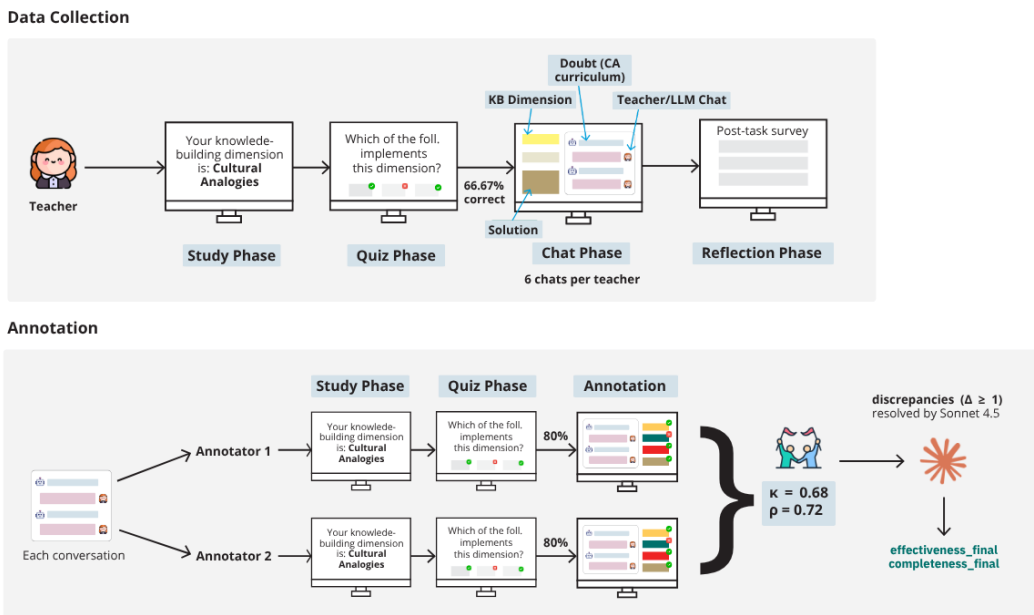 Data Collection
Doubt (CA
curriculum)
KB Dimension
Teacher/LLM Chat
Teacher
Your knowlede-
building dimension
is: Cultural
Analogies
Which of the foll.
implements
this dimension?
66.67%
correct
Solution
Post-task survey
Study Phase
Quiz Phase
Chat Phase
Reflection Phase
6 chats per teacher
Annotation
Study Phase
Quiz Phase
Annotation
Each conversation
Annotator 1
Your knowlede-
building dimension
is: Cultural
Analogies
Which of the foll.
implements
this dimension?
80%
Annotator 2
Your knowlede-
building dimension
is: Cultural
Analogies
Which of the foll.
implements
this dimension?
80%
}
κ = 0.68
ρ = 0.72
discrepancies (Δ ≥ 1)
resolved by Sonnet 4.5
effectiveness_final
completeness_final